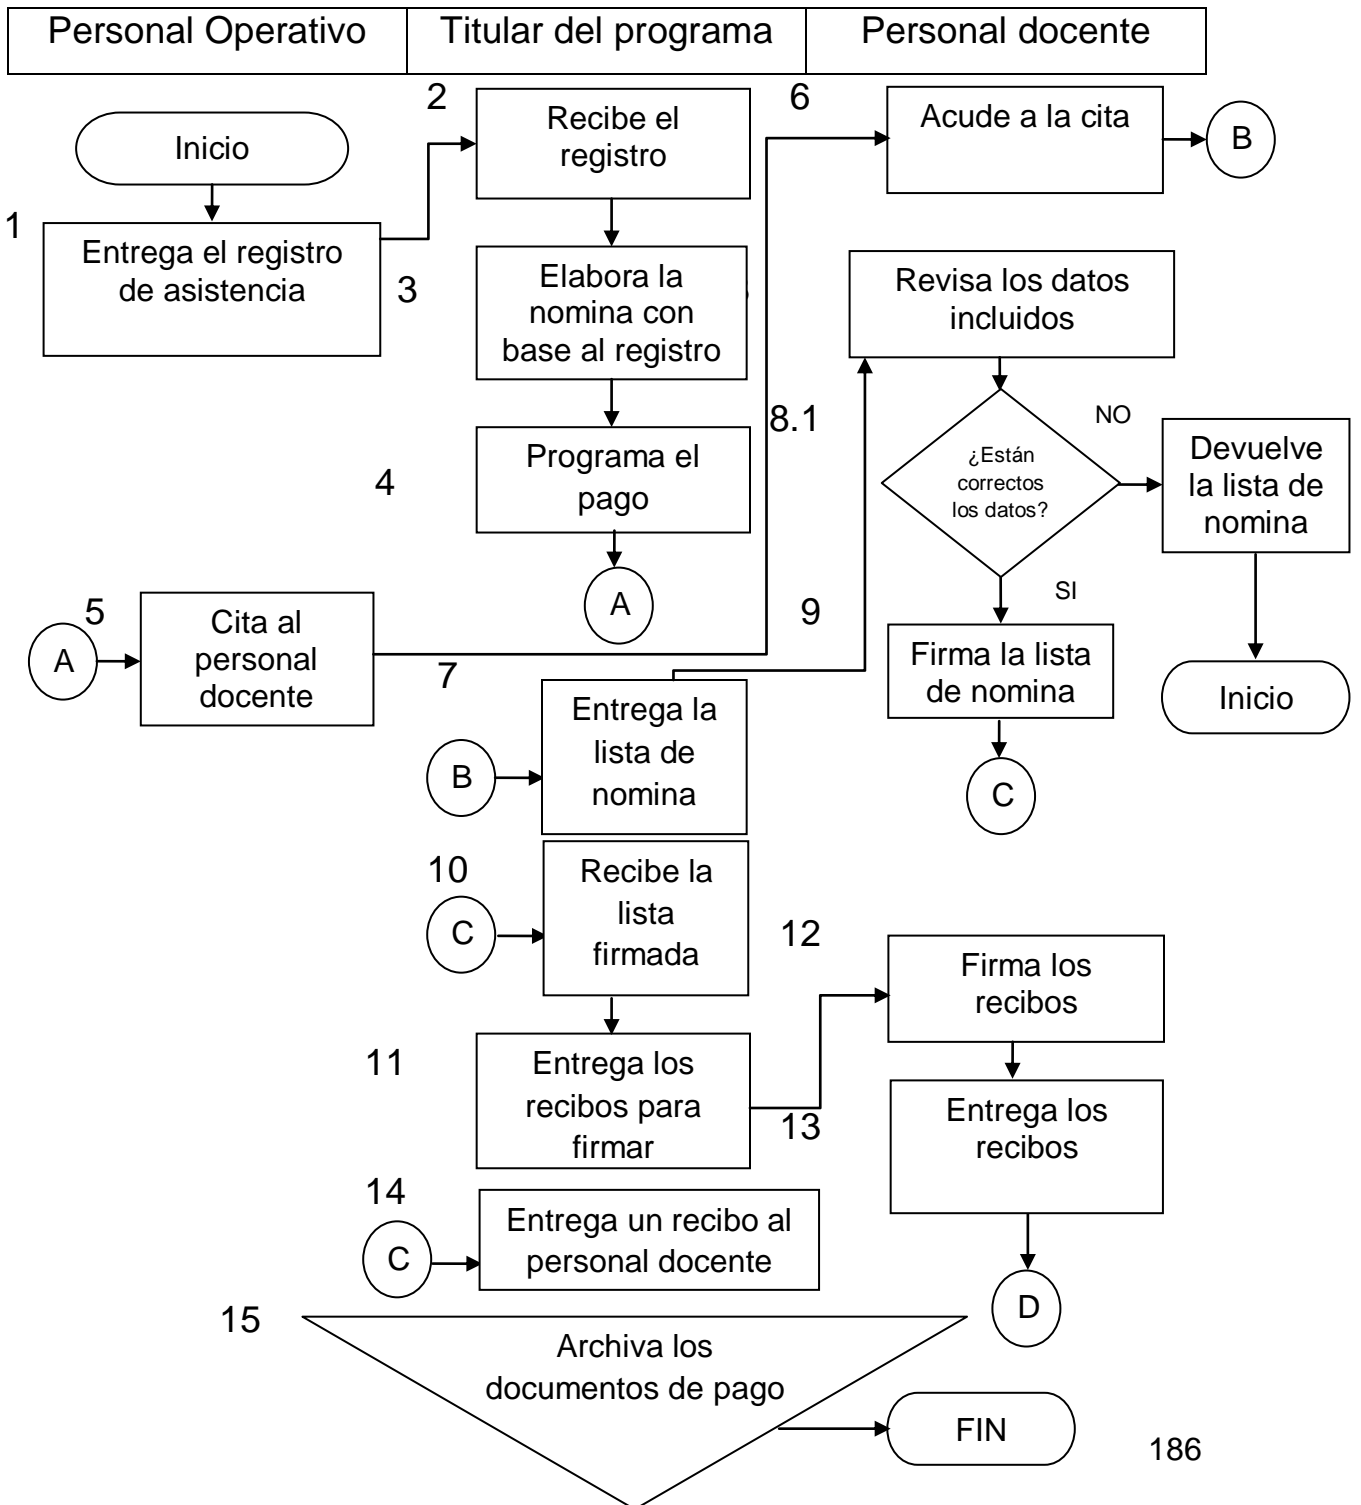 Personal Operativo
Titular del programa
Personal docente
2
6
Recibe el
registro
Acude a la cita
B
Inicio
1
Entrega el registro
de asistencia
3
Elabora la
nomina con
base al registro
Revisa los datos
incluidos
8.1
NO
4
Programa el
pago
¿Están
correctos
los datos?
Devuelve
la lista de
nomina
A
SI
9
5
A
Cita al
personal
docente
Firma la lista
de nomina
Inicio
7
B
Entrega la
lista de
nomina
C
10
C
Recibe la
lista
firmada
12
Firma los
recibos
11
Entrega los
recibos para
firmar
13
Entrega los
recibos
14
C
Entrega un recibo al
personal docente
D
15
Archiva los
documentos de pago
FIN
186